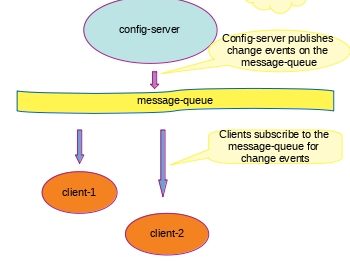 config-server
Config-server publishes
change events on the
message-queue
message-queue
Clients subscribe to the
message-queue for
change events
client-1
client-2